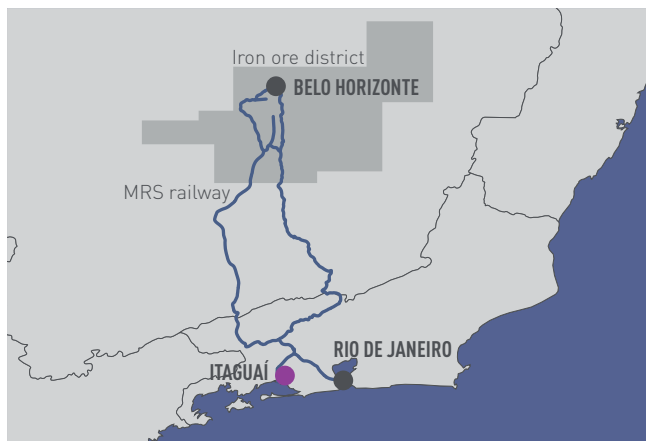 Iron ore district
BELO HORIZONTE
MRS railway
RIO DE JANEIRO
ITAGUAÍ